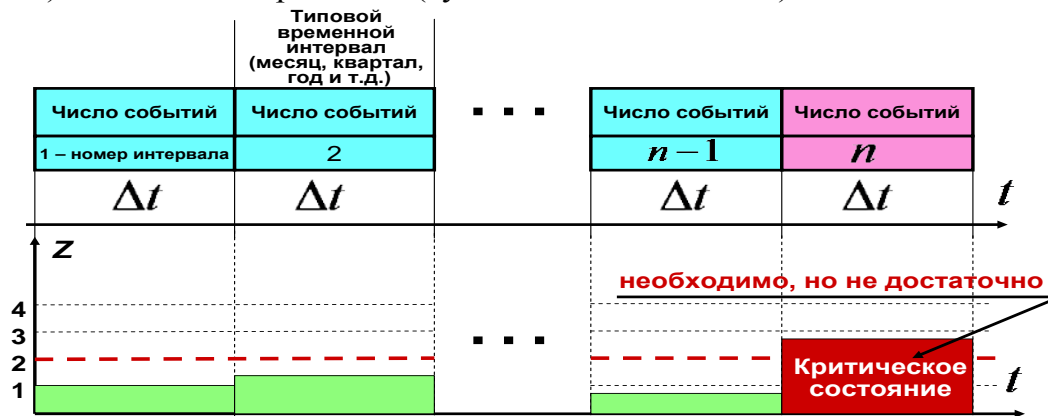 Типовой
временной
интервал
(месяц, квартал,
год и т.д.)
Число событий Число событий ... Число событий Число событий
1 – номер интервала 2 n – 1 n
Δt Δt Δt Δt t
z
необходимо, но не достаточно
4
3
2
1
...
Критическое
состояние
t